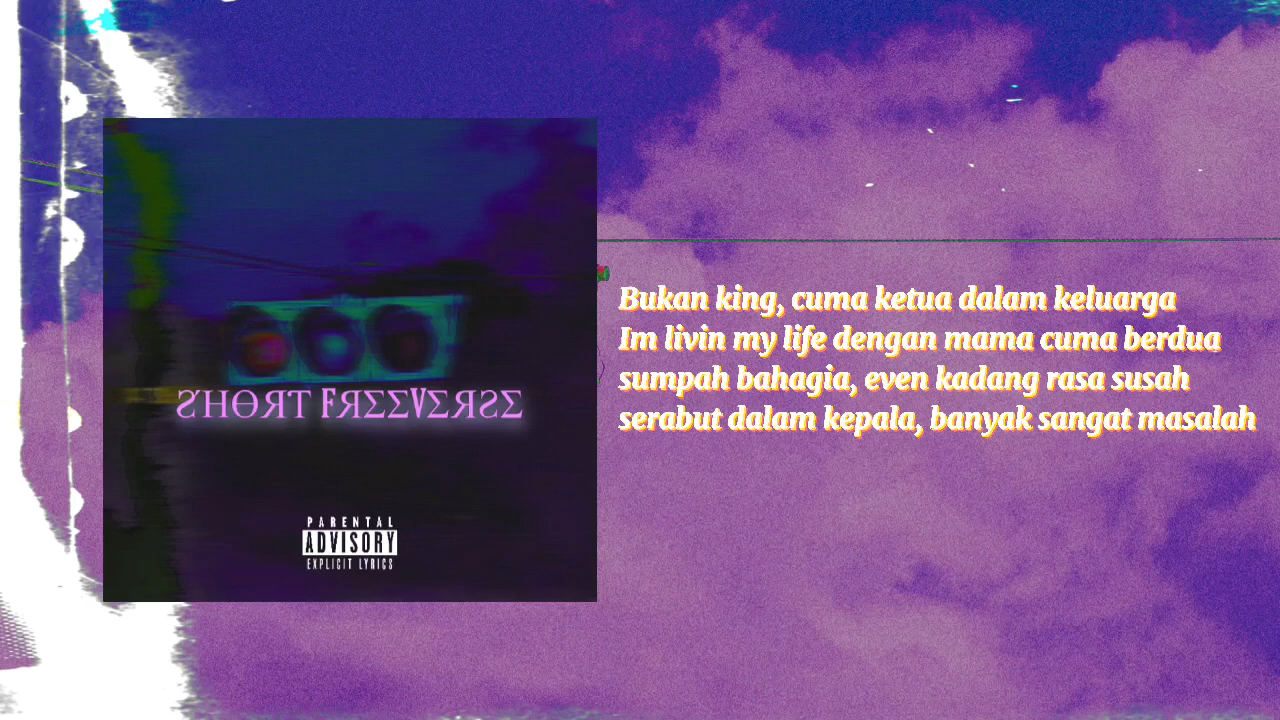 SHORT FREEVERSE
PARENTAL
ADVISORY
EXPLICIT LYRICS
Bukan king, cuma ketua dalam keluarga
Im livin my life dengan mama cuma berdua
sumpah bahagia, even kadang rasa susah
serabut dalam kepala, banyak sangat masalah